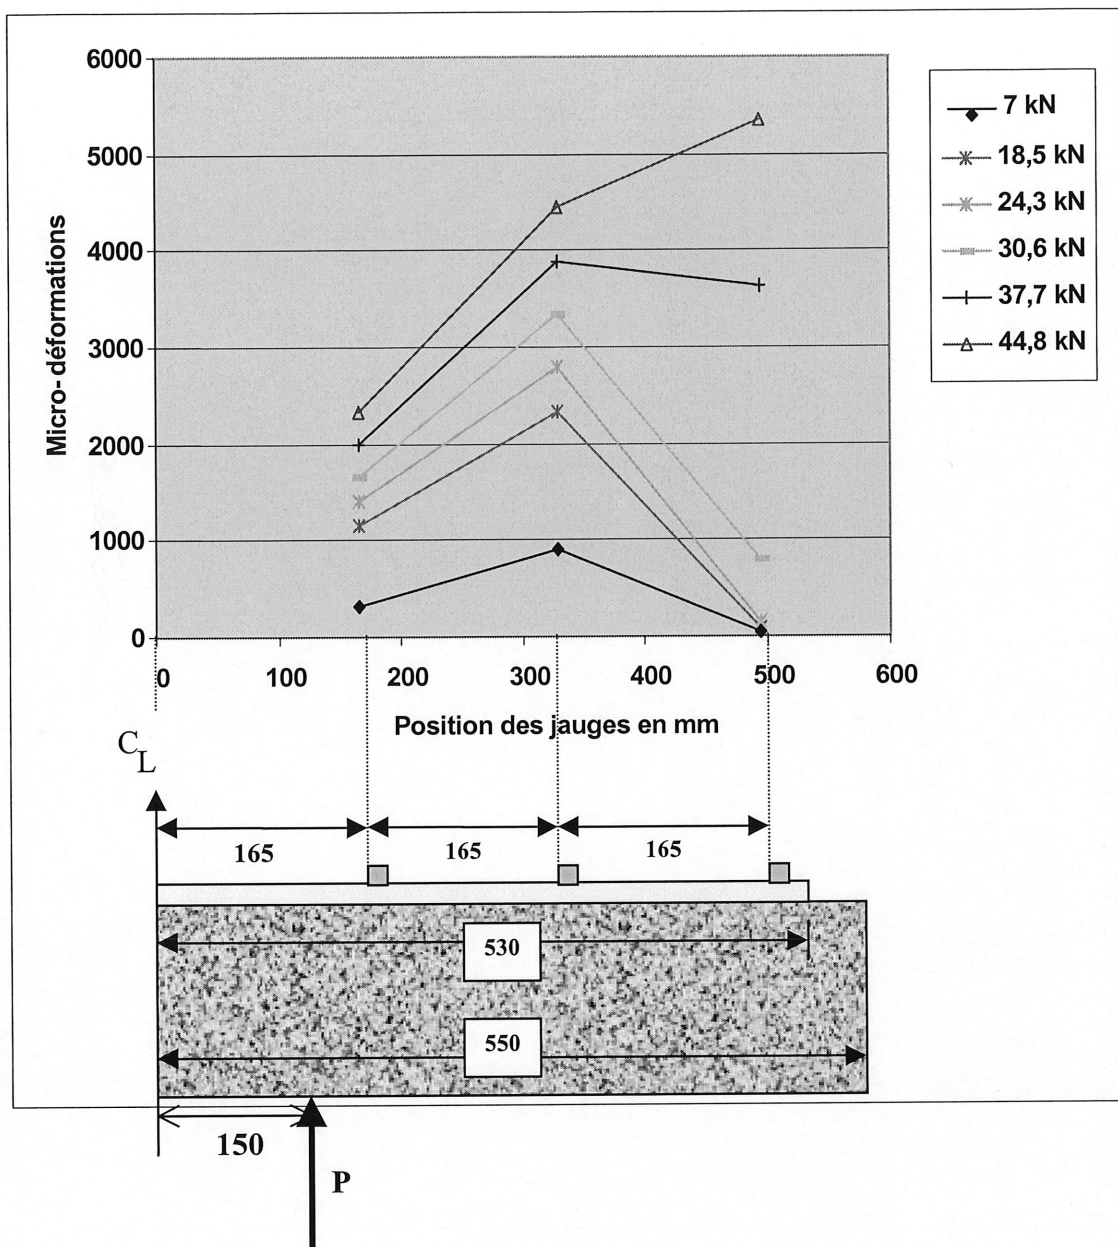 6000
5000
4000
3000
2000
1000
0
Micro-déformations
0 100 200 300 400 500 600
Position des jauges en mm
7 kN
18,5 kN
24,3 kN
30,6 kN
37,7 kN
44,8 kN
CL
165 165 165
530
550
150
P